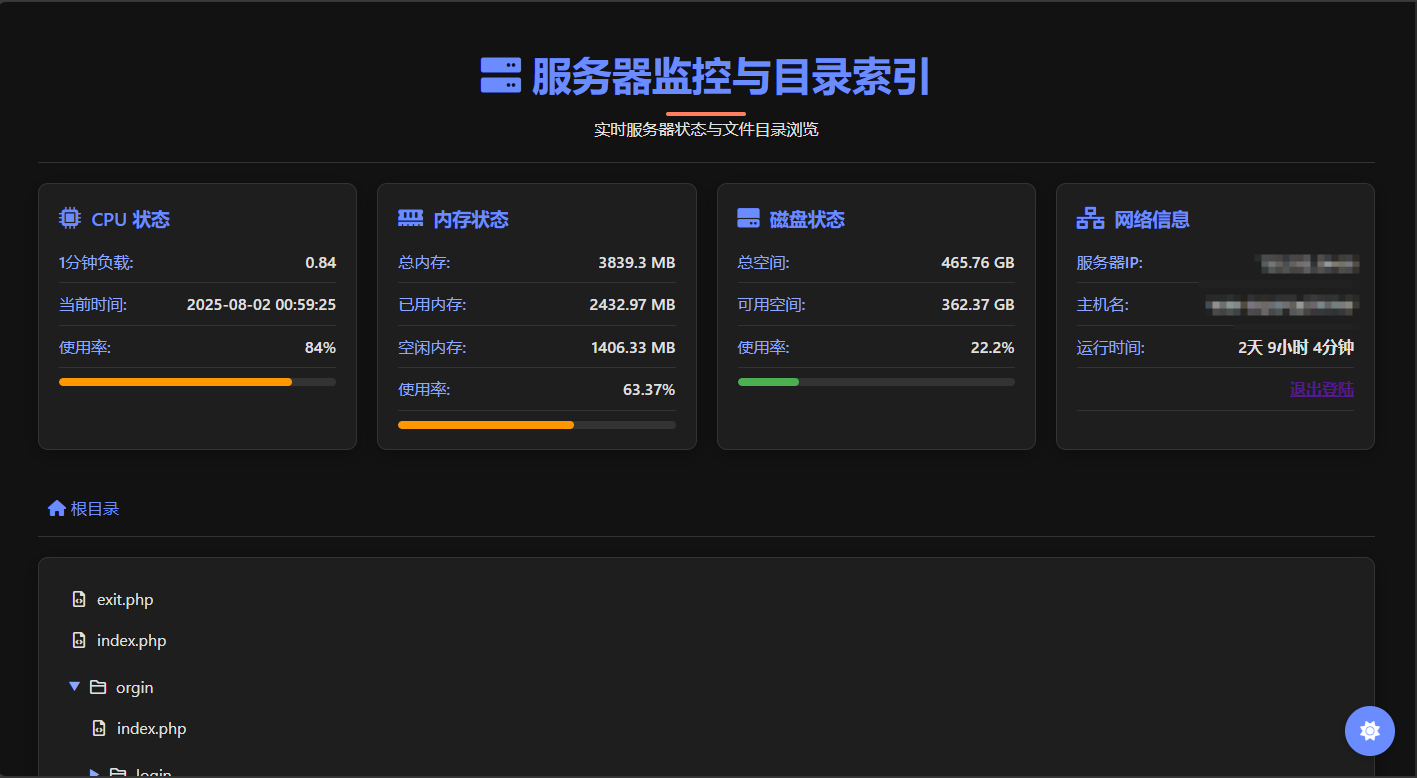 服务器监控与目录索引
实时服务器状态与文件目录浏览
CPU 状态
1分钟负载: 0.84
当前时间: 2025-08-02 00:59:25
使用率: 84%
内存状态
总内存: 3839.3 MB
已用内存: 2432.97 MB
空闲内存: 1406.33 MB
使用率: 63.37%
磁盘状态
总空间: 465.76 GB
可用空间: 362.37 GB
使用率: 22.2%
网络信息
服务器IP:
主机名:
运行时间: 2天 9小时 4分钟
退出登陆
根目录
exit.php
index.php
orgin
index.php
login